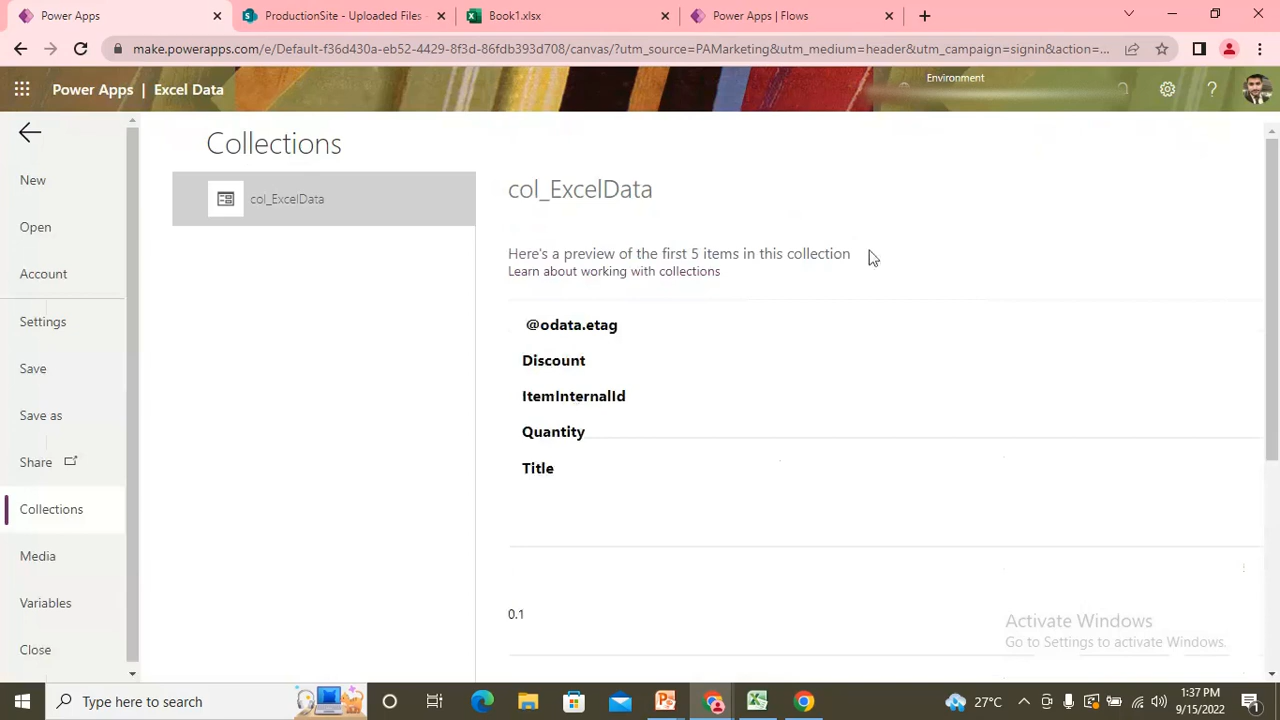 Power Apps
ProductionSite - Uploaded Files -
Book1.xlsx
Power Apps | Flows
make.powerapps.com/e/Default-f36d430a-eb52-4429-8f3d-86fdb393d708/canvas/?utm_source=PAMarketing&utm_medium=header&utm_campaign=signin&action=...
Power Apps | Excel Data
Environment
Collections
New
Open
Account
Settings
Save
Save as
Share
Collections
Media
Variables
Close
col_ExcelData
col_ExcelData
Here's a preview of the first 5 items in this collection
Learn about working with collections
@odata.etag
Discount
ItemInternalId
Quantity
Title
0.1
Activate Windows
Go to Settings to activate Windows.
Type here to search
27°C
1:37 PM
9/15/2022